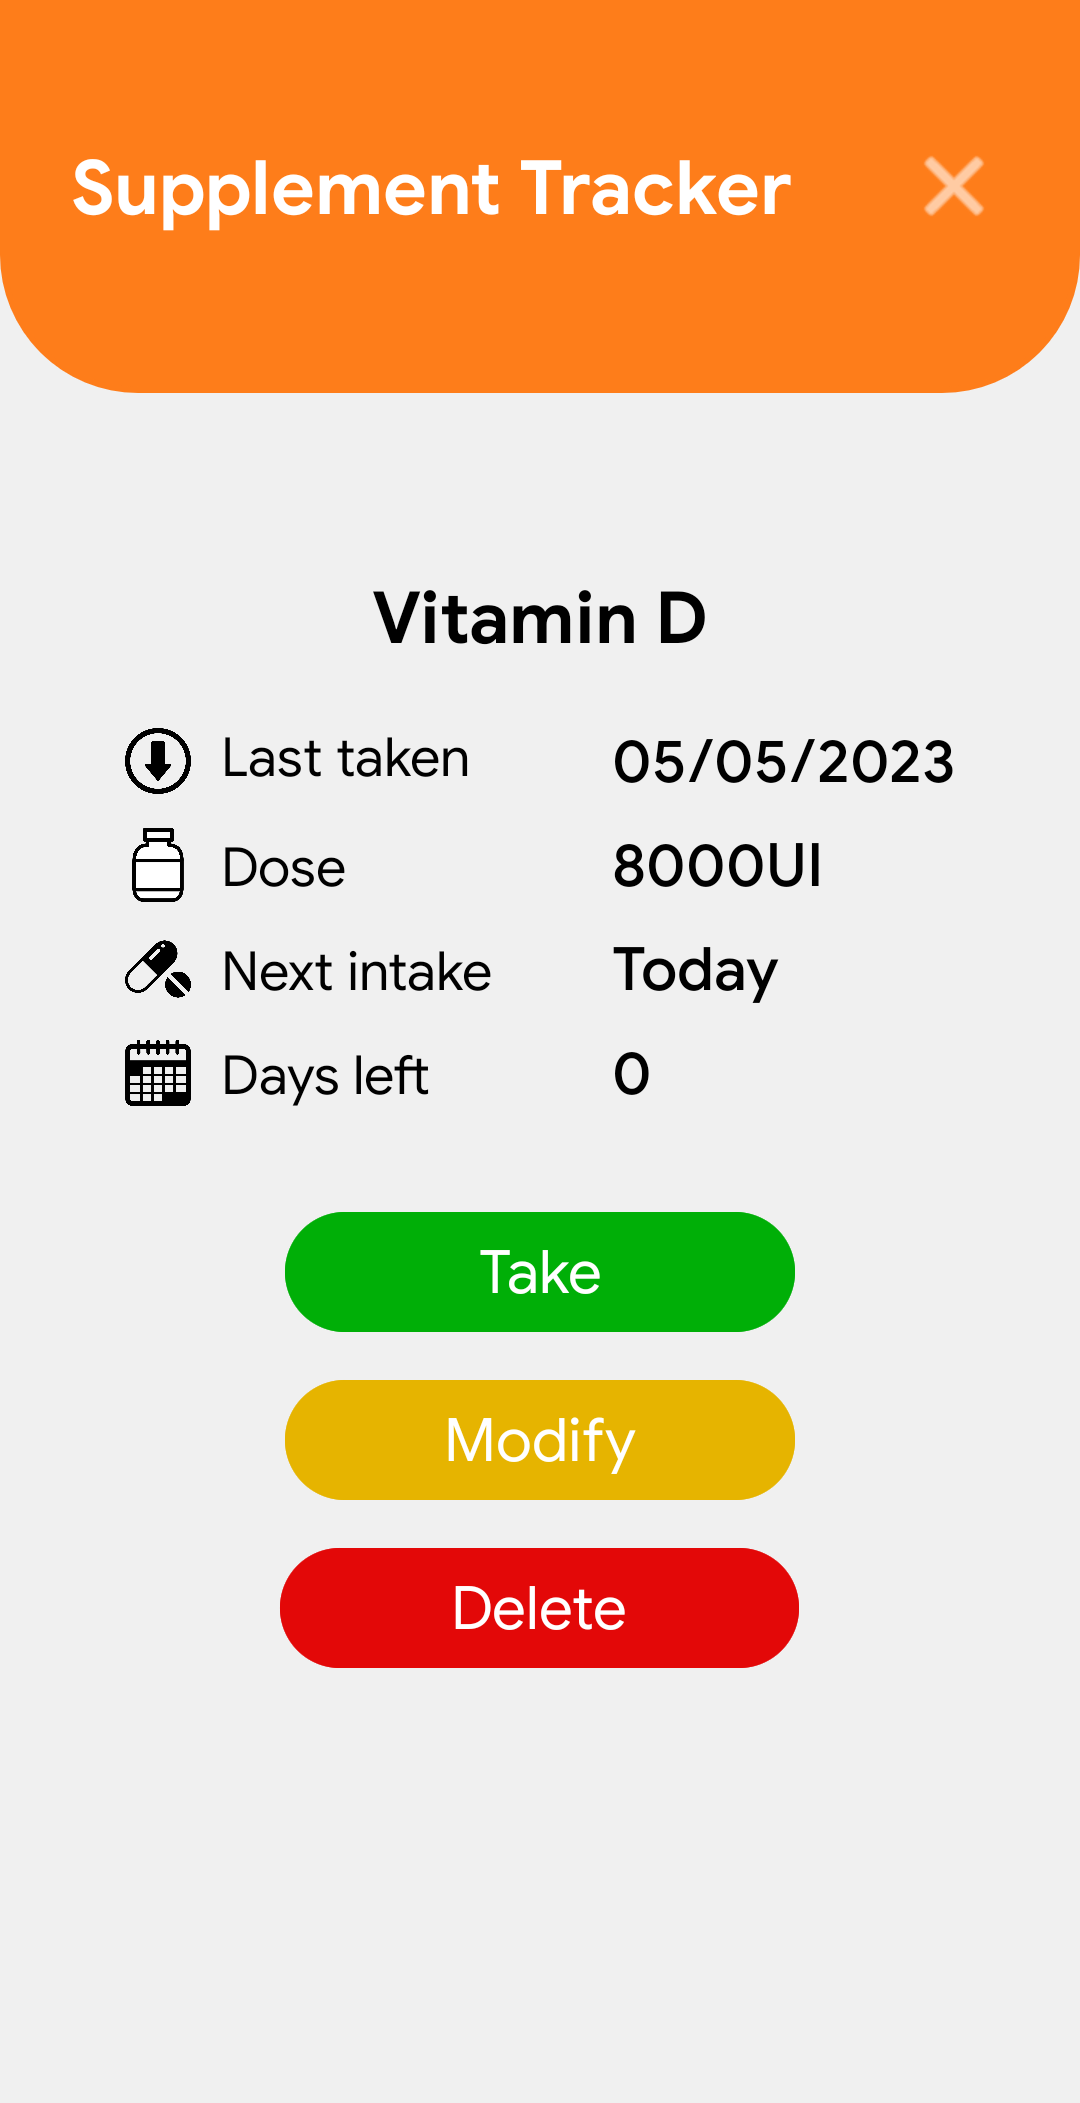 Supplement Tracker
Vitamin D
Last taken 05/05/2023
Dose 8000UI
Next intake Today
Days left 0
Take
Modify
Delete